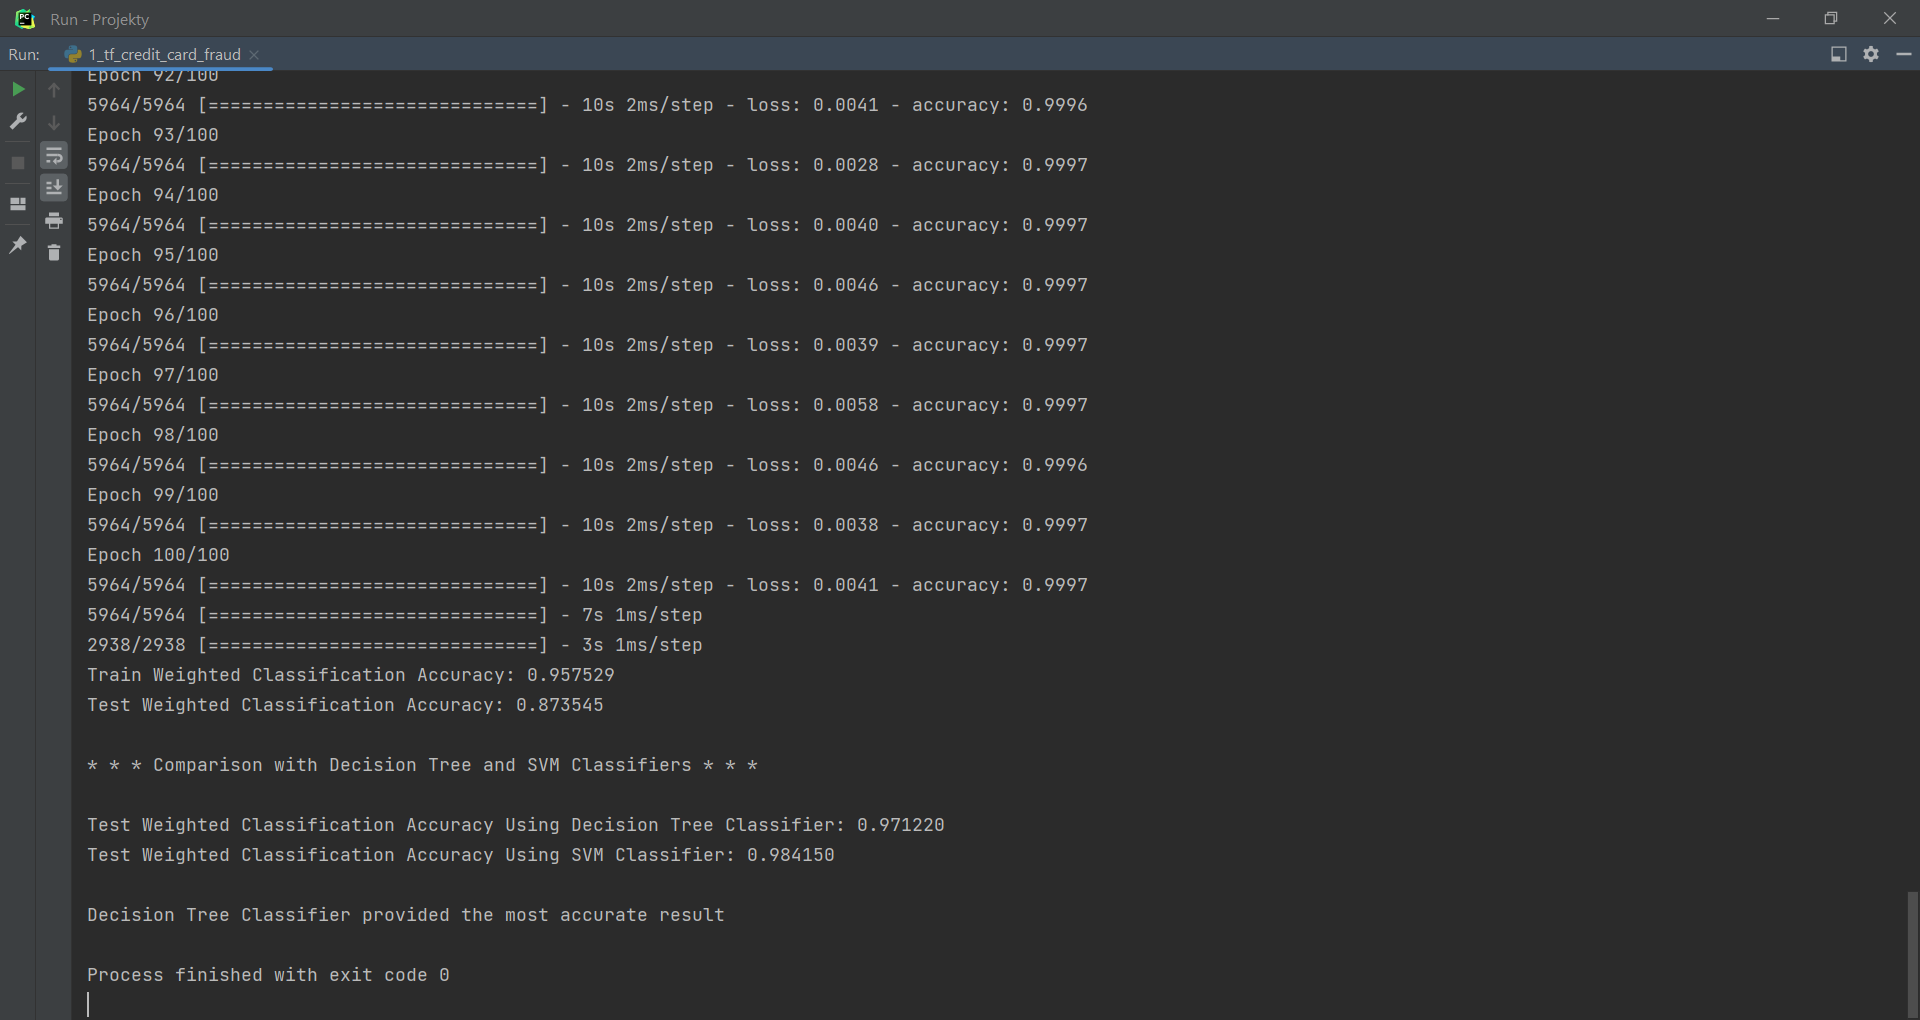 Run - Projekty
Run: 1_tf_credit_card_fraud
Epoch 92/100
5964/5964 [==============================] - 10s 2ms/step - loss: 0.0041 - accuracy: 0.9996
Epoch 93/100
5964/5964 [==============================] - 10s 2ms/step - loss: 0.0028 - accuracy: 0.9997
Epoch 94/100
5964/5964 [==============================] - 10s 2ms/step - loss: 0.0040 - accuracy: 0.9997
Epoch 95/100
5964/5964 [==============================] - 10s 2ms/step - loss: 0.0046 - accuracy: 0.9997
Epoch 96/100
5964/5964 [==============================] - 10s 2ms/step - loss: 0.0039 - accuracy: 0.9997
Epoch 97/100
5964/5964 [==============================] - 10s 2ms/step - loss: 0.0058 - accuracy: 0.9997
Epoch 98/100
5964/5964 [==============================] - 10s 2ms/step - loss: 0.0046 - accuracy: 0.9996
Epoch 99/100
5964/5964 [==============================] - 10s 2ms/step - loss: 0.0038 - accuracy: 0.9997
Epoch 100/100
5964/5964 [==============================] - 10s 2ms/step - loss: 0.0041 - accuracy: 0.9997
5964/5964 [==============================] - 7s 1ms/step
2938/2938 [==============================] - 3s 1ms/step
Train Weighted Classification Accuracy: 0.957529
Test Weighted Classification Accuracy: 0.873545
* * * Comparison with Decision Tree and SVM Classifiers * * *
Test Weighted Classification Accuracy Using Decision Tree Classifier: 0.971220
Test Weighted Classification Accuracy Using SVM Classifier: 0.984150
Decision Tree Classifier provided the most accurate result
Process finished with exit code 0